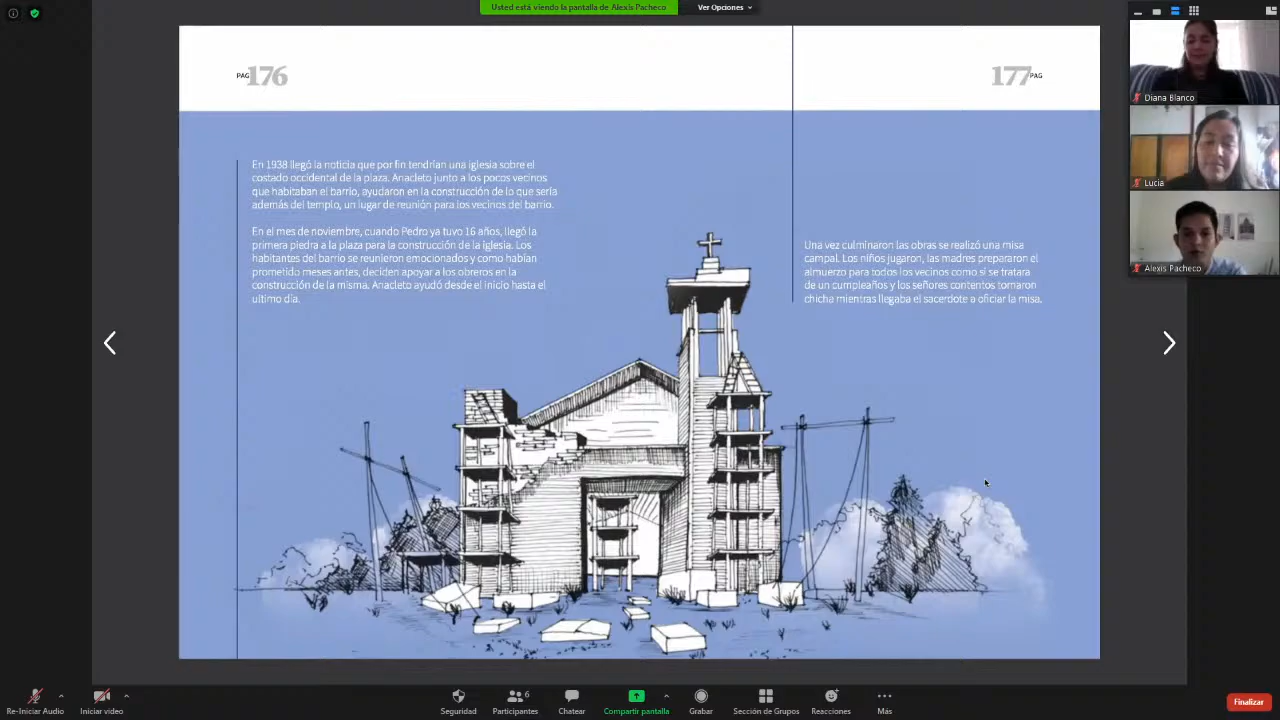 Usted está viendo la pantalla de Alexis Pacheco
Ver Opciones
PAG 176
177 PAG
En 1938 llegó la noticia que por fin tendrían una iglesia sobre el
costado occidental de la plaza. Anacleto junto a los pocos vecinos
que habitaban el barrio, ayudaron en la construcción de lo que sería
además del templo, un lugar de reunión para los vecinos del barrio.
En el mes de noviembre, cuando Pedro ya tuvo 16 años, llegó la
primera piedra a la plaza para la construcción de la iglesia. Los
habitantes del barrio se reunieron emocionados y como habían
prometido meses antes, deciden apoyar a los obreros en la
construcción de la misma. Anacleto ayudó desde el inicio hasta el
ultimo día.
Una vez culminaron las obras se realizó una misa
campal. Los niños jugaron, las madres prepararon el
almuerzo para todos los vecinos como si se tratara
de un cumpleaños y los señores contentos tomaron
chicha mientras llegaba el sacerdote a oficiar la misa.
Diana Blanco
Lucia
Alexis Pacheco
Re-Iniciar Audio
Iniciar video
Seguridad
6
Participantes
Chatear
Compartir pantalla
Grabar
Sección de Grupos
Reacciones
Más
Finalizar